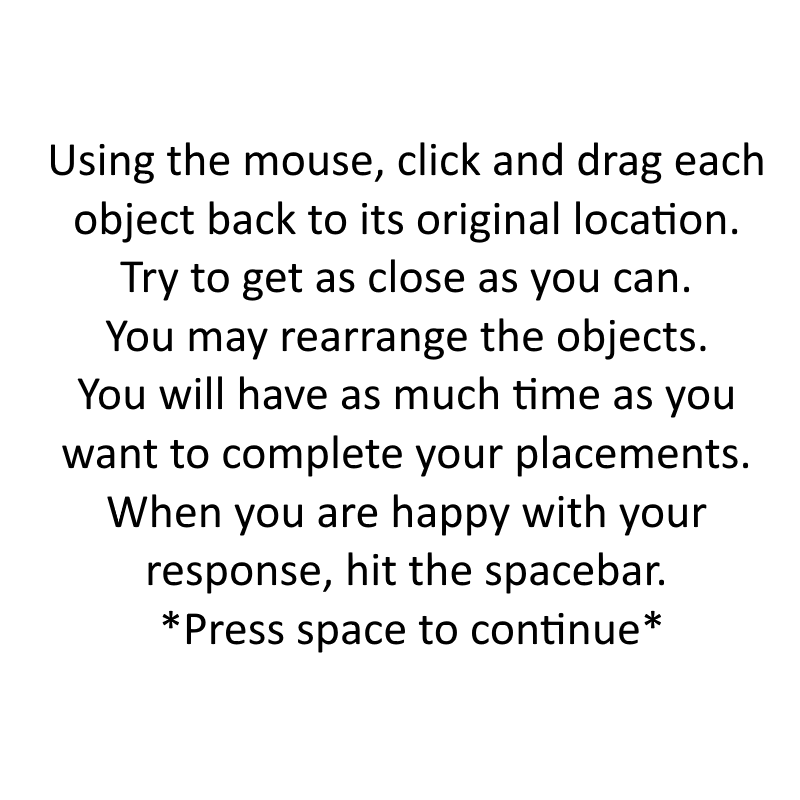 Using the mouse, click and drag each
object back to its original location.
Try to get as close as you can.
You may rearrange the objects.
You will have as much time as you
want to complete your placements.
When you are happy with your
response, hit the spacebar.
*Press space to continue*